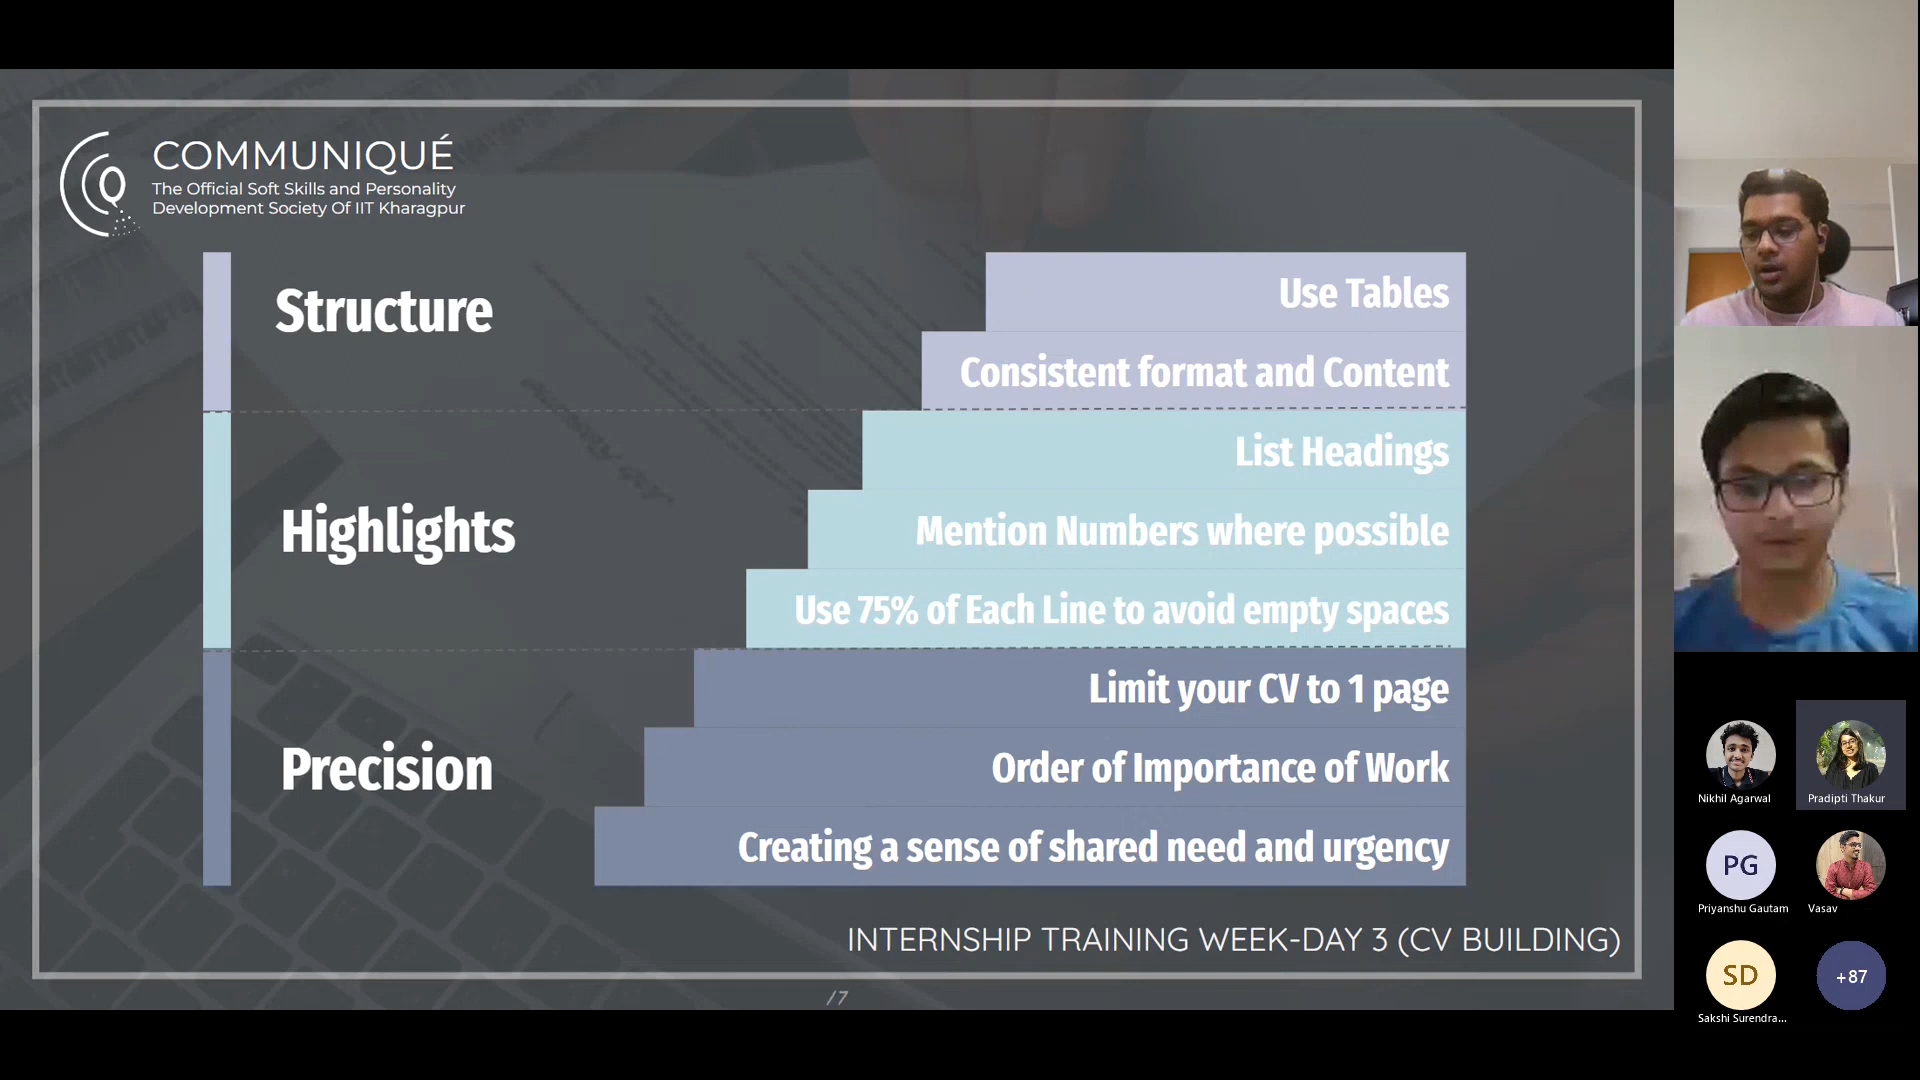 COMMUNIQUÉ
The Official Soft Skills and Personality
Development Society Of IIT Kharagpur
Structure
Use Tables
Consistent format and Content
Highlights
List Headings
Mention Numbers where possible
Use 75% of Each Line to avoid empty spaces
Precision
Limit your CV to 1 page
Order of Importance of Work
Creating a sense of shared need and urgency
INTERNSHIP TRAINING WEEK-DAY 3 (CV BUILDING)
/7
Nikhil Agarwal
Pradipti Thakur
PG
Priyanshu Gautam
Vasav
SD
Sakshi Surendra...
+87